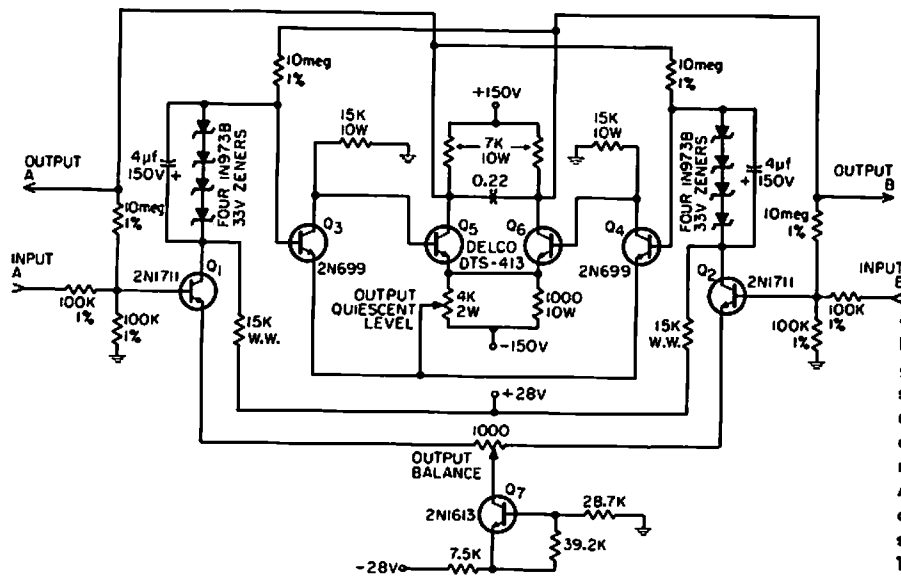 10meg
1%
10meg
1%
+150V
15K
10W
15K
10W
7K
10W
4µf
150V
+
FOUR IN973B
33V ZENERS
FOUR IN973B
33V ZENERS
4µf
150V
+
OUTPUT
A
OUTPUT
B
0.22
10meg
1%
10meg
1%
Q3
Q5
Q6
Q4
DELCO
DTS-413
2N699
2N699
INPUT
A
Q1
2N1711
Q2
2N1711
INPUT
100K
1%
100K
1%
100K
1%
100K
1%
OUTPUT
QUIESCENT
LEVEL
4K
2W
1000
10W
15K
W.W.
15K
W.W.
-150V
+28V
1000
OUTPUT
BALANCE
Q7
2N1613
28.7K
39.2K
7.5K
-28V